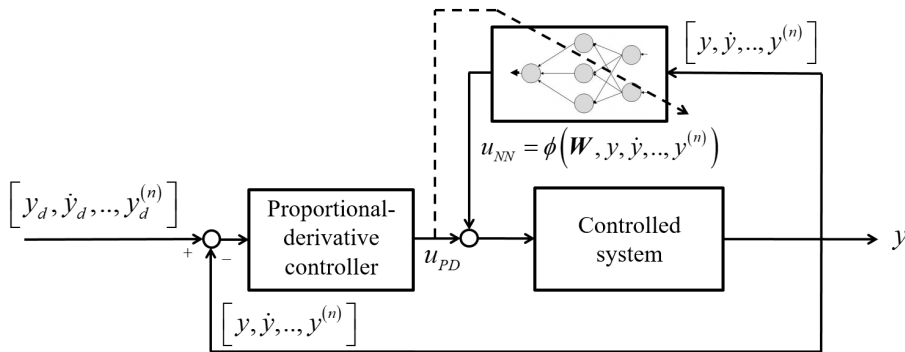 [y, ẏ,.., y⁽ⁿ⁾]
u_NN = ϕ(W, y, ẏ,.., y⁽ⁿ⁾)
[y_d, ẏ_d,.., y_d⁽ⁿ⁾]
Proportional-
derivative
controller
Controlled
system
+
−
u_PD
y
[y, ẏ,.., y⁽ⁿ⁾]